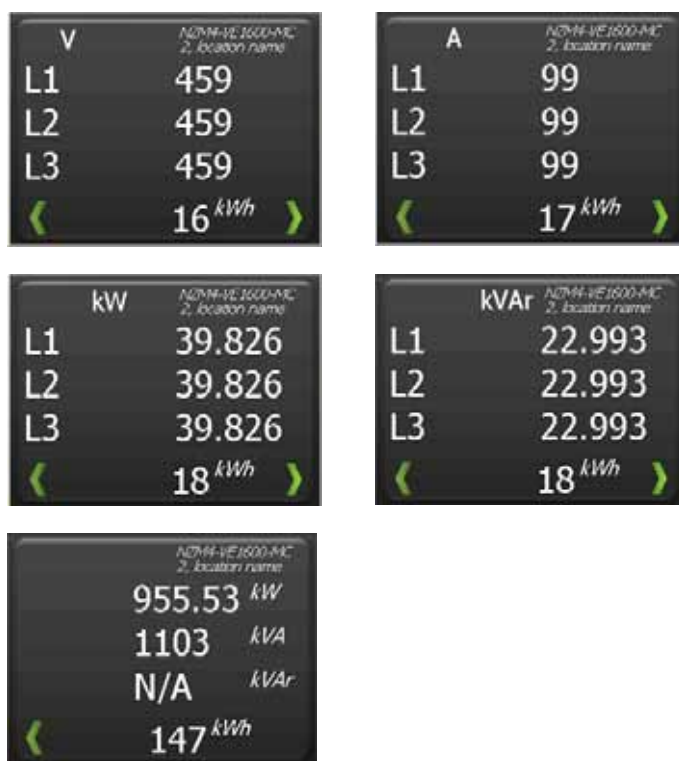 V NZM4-VE1600-MC
2, location name
L1 459
L2 459
L3 459
16 kWh
A NZM4-VE1600-MC
2, location name
L1 99
L2 99
L3 99
17 kWh
kW NZM4-VE1600-MC
2, location name
L1 39.826
L2 39.826
L3 39.826
18 kWh
kVAr NZM4-VE1600-MC
2, location name
L1 22.993
L2 22.993
L3 22.993
18 kWh
NZM4-VE1600-MC
2, location name
955.53 kW
1103 kVA
N/A kVAr
147 kWh